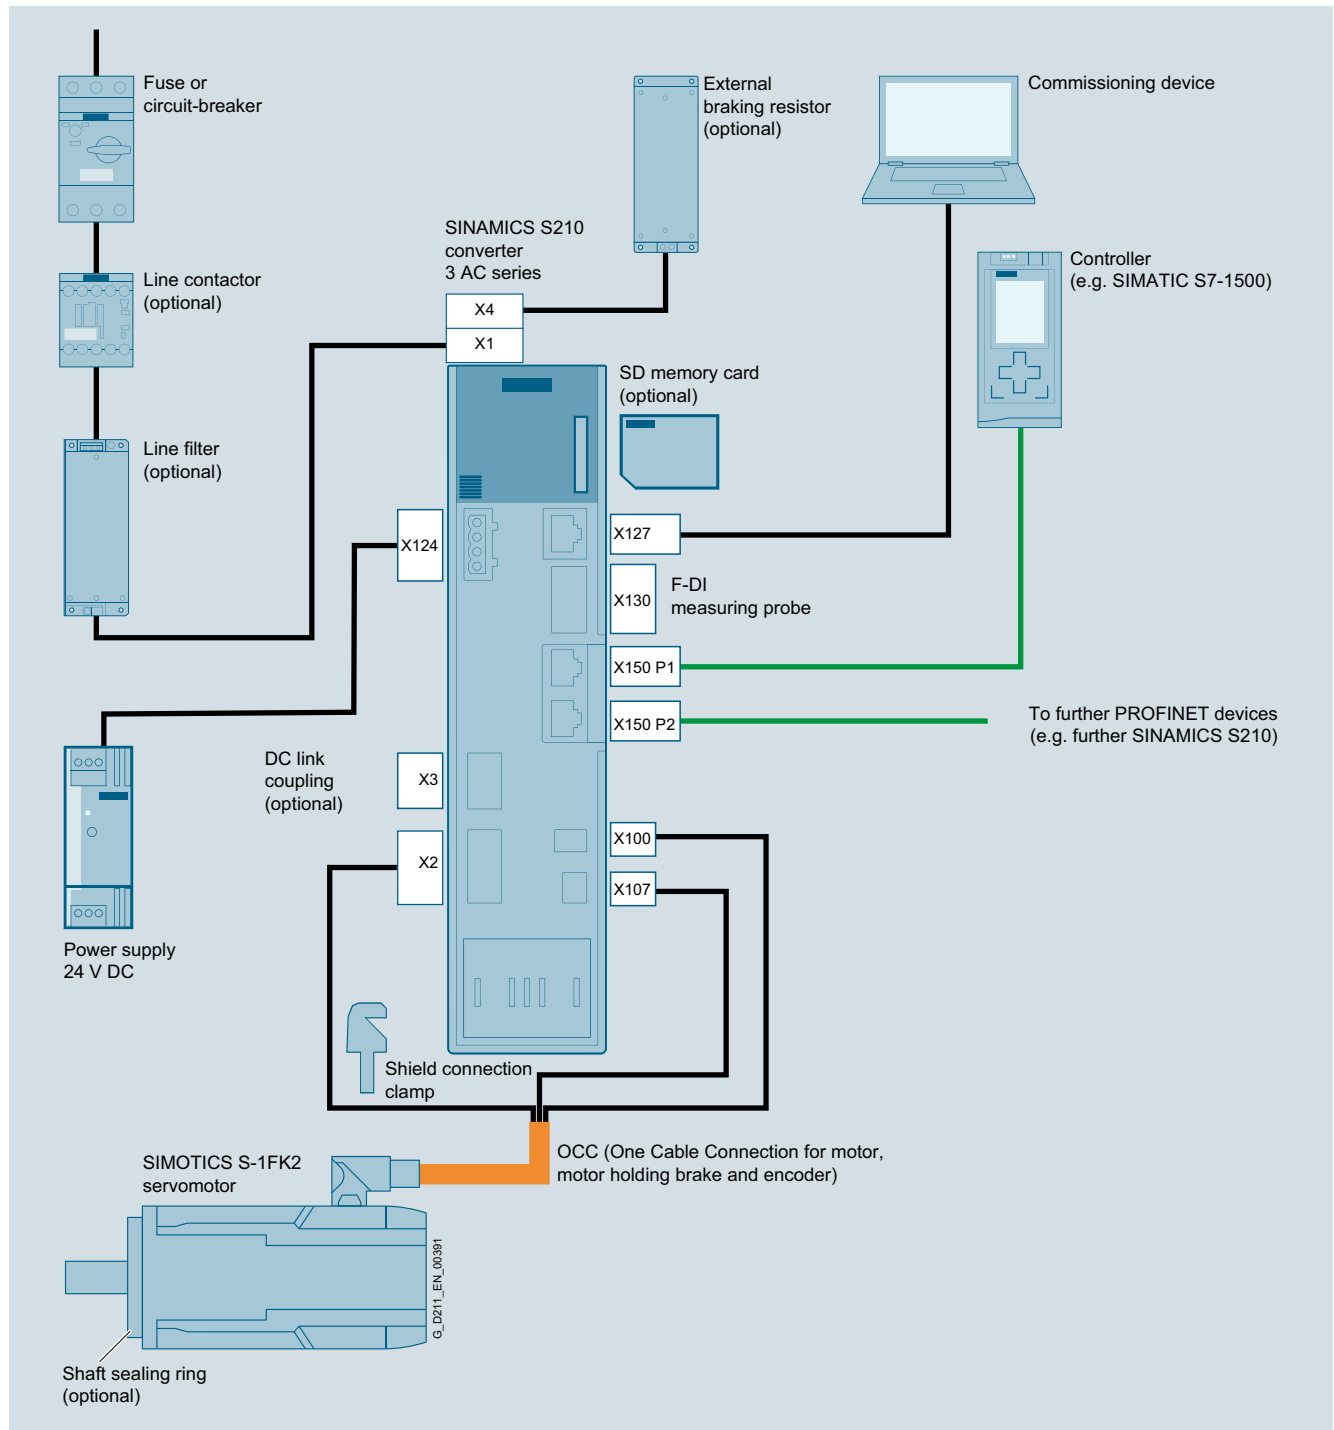 Fuse or
circuit-breaker
External
braking resistor
(optional)
Commissioning device
SINAMICS S210
converter
3 AC series
Controller
(e.g. SIMATIC S7-1500)
Line contactor
(optional)
X4
X1
SD memory card
(optional)
Line filter
(optional)
X124
X127
X130
F-DI
measuring probe
X150 P1
X150 P2
To further PROFINET devices
(e.g. further SINAMICS S210)
DC link
coupling
(optional)
X3
X2
X100
X107
Power supply
24 V DC
Shield connection
clamp
OCC (One Cable Connection for motor,
motor holding brake and encoder)
SIMOTICS S-1FK2
servomotor
G_D211_EN_00391
Shaft sealing ring
(optional)